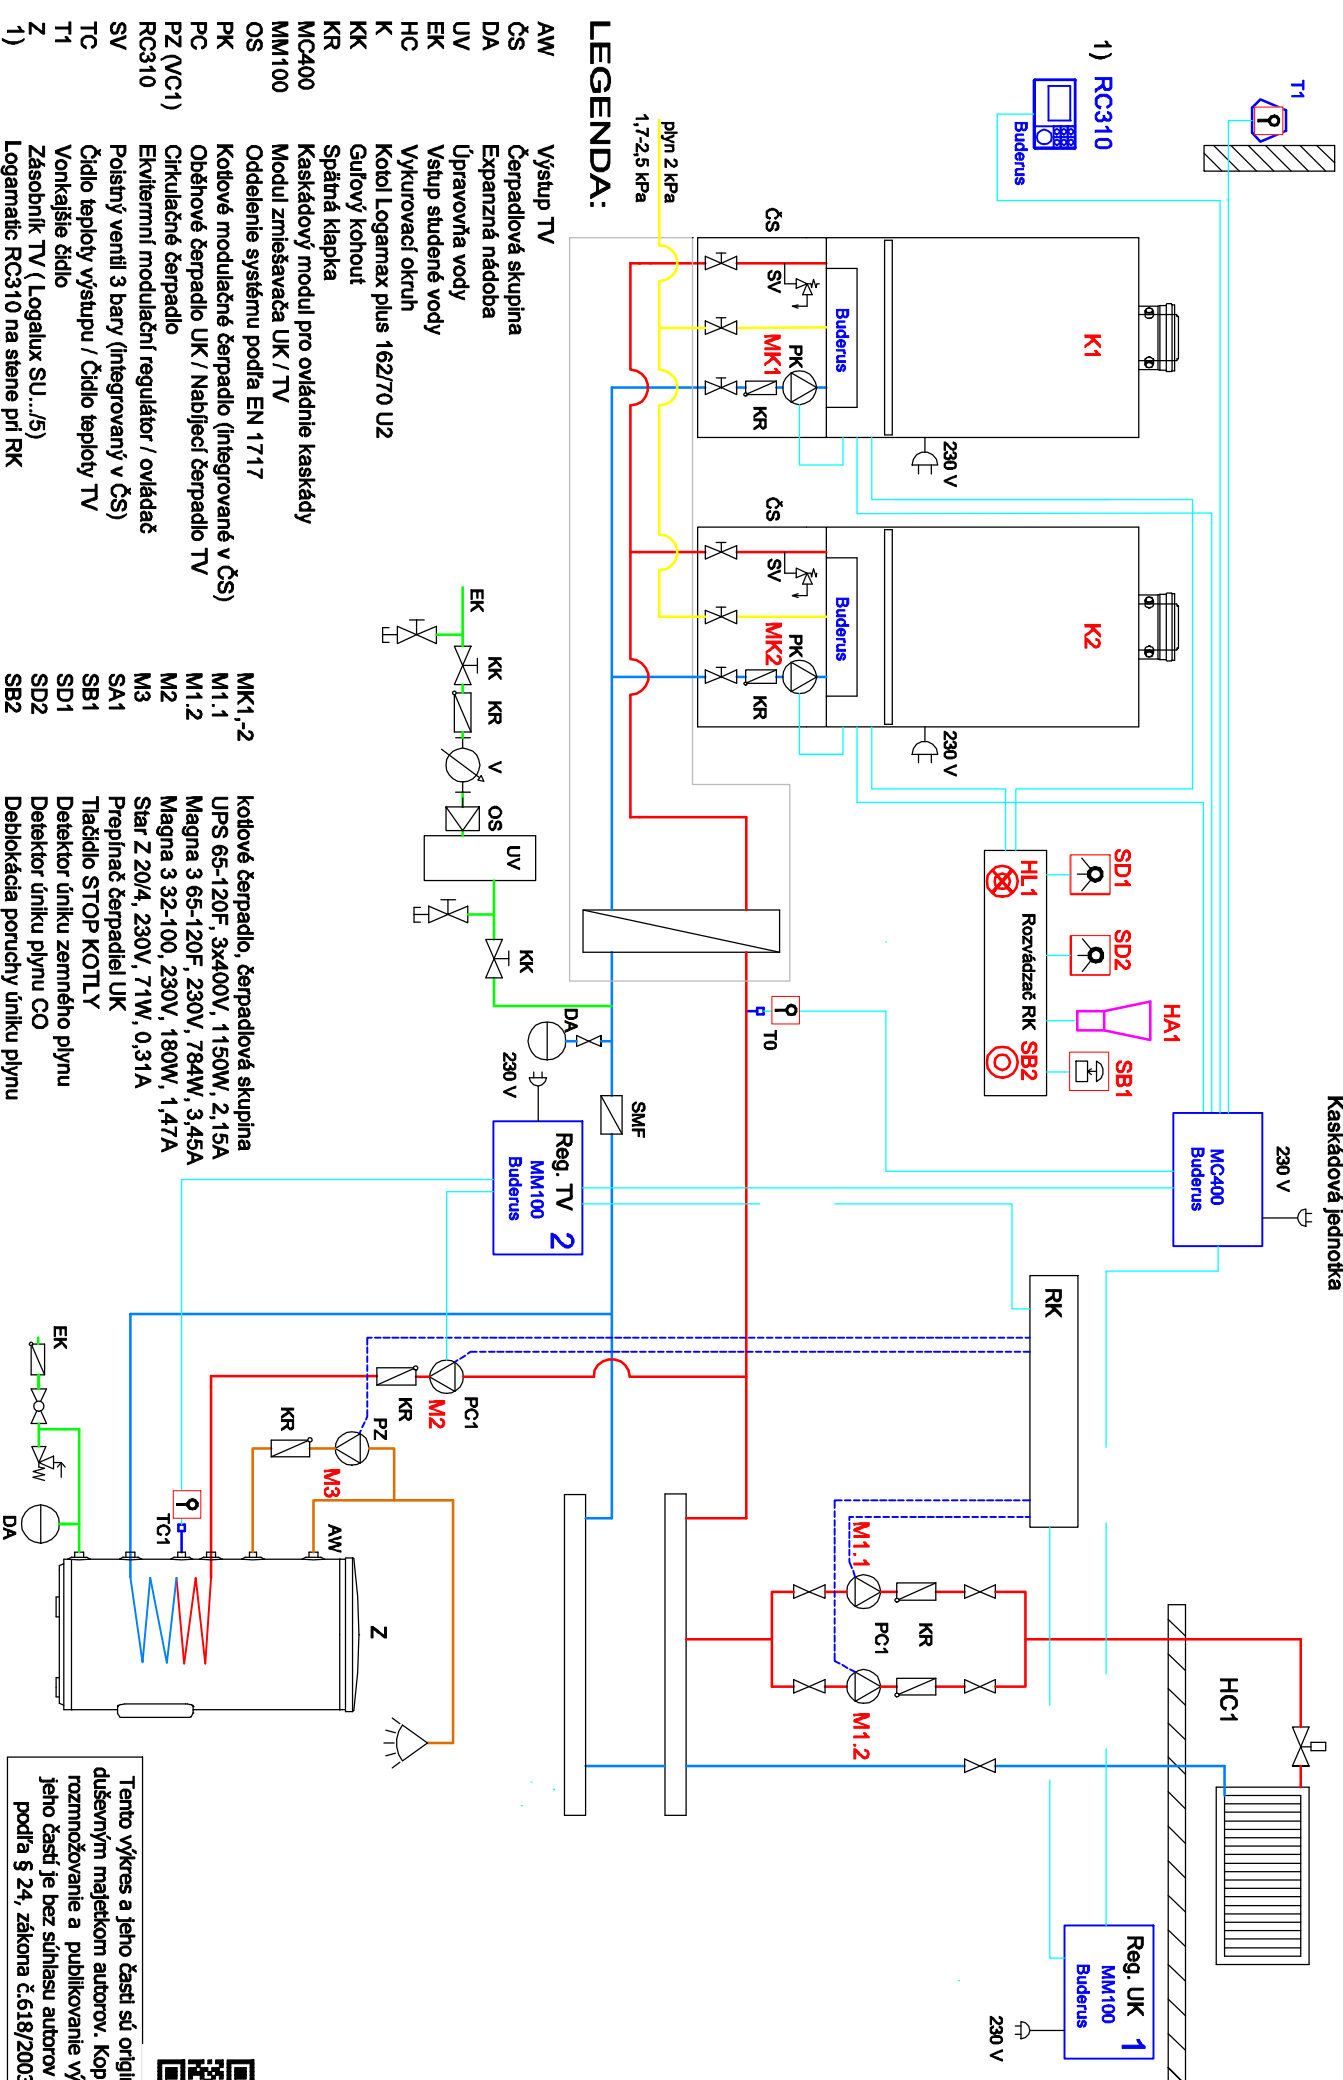 Kaskádová jednotka
T1
1) RC310
Buderus
K1
K2
230 V
230 V
230 V
MC400
Buderus
SD1
SD2
HA1
SB1
HL1
Rozvádzač RK
SB2
ČS
SV
Buderus
PK
MK1
KR
ČS
SV
Buderus
PK
MK2
KR
plyn 2 kPa
1,7-2,5 kPa
T0
RK
HC1
Reg. UK
MM100
Buderus
1
230 V
M1.1
KR
PC1
M1.2
SMF
DA
230 V
Reg. TV
MM100
Buderus
2
EK
KK
KR
V
OS
UV
KK
PC1
M2
KR
PZ
M3
KR
EK
DA
TC1
AW
Z
LEGENDA:
AW Výstup TV
ČS Čerpadlová skupina
DA Expanzná nádoba
UV Úpravovňa vody
EK Vstup studené vody
HC Vykurovací okruh
K Kotol Logamax plus 162/70 U2
KK Guľový kohout
KR Spätná klapka
MC400 Kaskádový modul pro ovládnie kaskády
MM100 Modul zmiešavača UK / TV
OS Oddelenie systému podľa EN 1717
PK Kotlové modulačné čerpadlo (integrované v ČS)
PC Oběhové čerpadlo UK / Nabíjecí čerpadlo TV
PZ (VC1) Cirkulačné čerpadlo
RC310 Ekvitermní modulační regulátor / ovládač
SV Poistný ventil 3 bary (integrovaný v ČS)
TC Čidlo teploty výstupu / Čidlo teploty TV
T1 Vonkajšie čidlo
Z Zásobník TV ( Logalux SU.../5)
1) Logamatic RC310 na stene pri RK
MK1,-2 kotlové čerpadlo, čerpadlová skupina
M1.1 UPS 65-120F, 3x400V, 1150W, 2,15A
M1.2 Magna 3 65-120F, 230V, 784W, 3,45A
M2 Magna 3 32-100, 230V, 180W, 1,47A
M3 Star Z 20/4, 230V, 71W, 0,31A
SA1 Prepínač čerpadiel UK
SB1 Tlačidlo STOP KOTLY
SD1 Detektor úniku zemného plynu
SD2 Detektor úniku plynu CO
SB2 Deblokácia poruchy úniku plynu
Tento výkres a jeho časti sú
duševným majetkom autorov.
rozmnožovanie a publikovanie
jeho častí je bez súhlasu autorov
podľa § 24, zákona č.618/2003